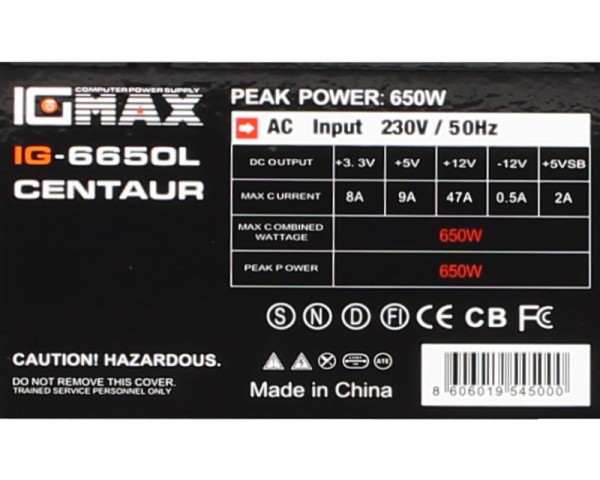 IGMAX
COMPUTER POWER SUPPLY
IG-6650L
CENTAUR
PEAK POWER: 650W
AC Input 230V / 50Hz
DC OUTPUT +3.3V +5V +12V -12V +5VSB
MAX CURRENT 8A 9A 47A 0.5A 2A
MAX COMBINED WATTAGE 650W
PEAK POWER 650W
S N D FI CE CB FC
CAUTION! HAZARDOUS.
DO NOT REMOVE THIS COVER.
TRAINED SERVICE PERSONNEL ONLY
Made in China
8 606019 545000